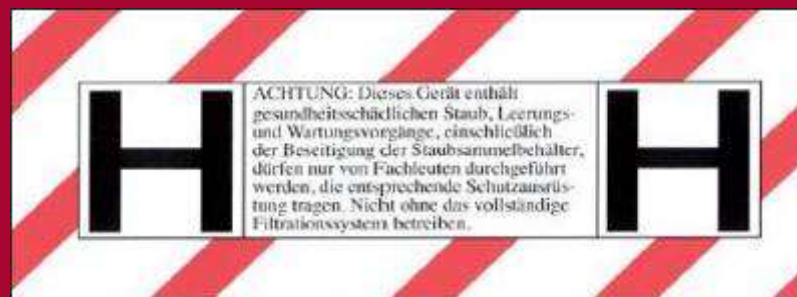 H
ACHTUNG: Dieses Gerät enthält
gesundheitsschädlichen Staub, Leerungs-
und Wartungsvorgänge, einschließlich
der Beseitigung der Staubsammelbehälter,
dürfen nur von Fachleuten durchgeführt
werden, die entsprechende Schutzausrüs-
tung tragen. Nicht ohne das vollständige
Filtrationssystem betreiben.
H